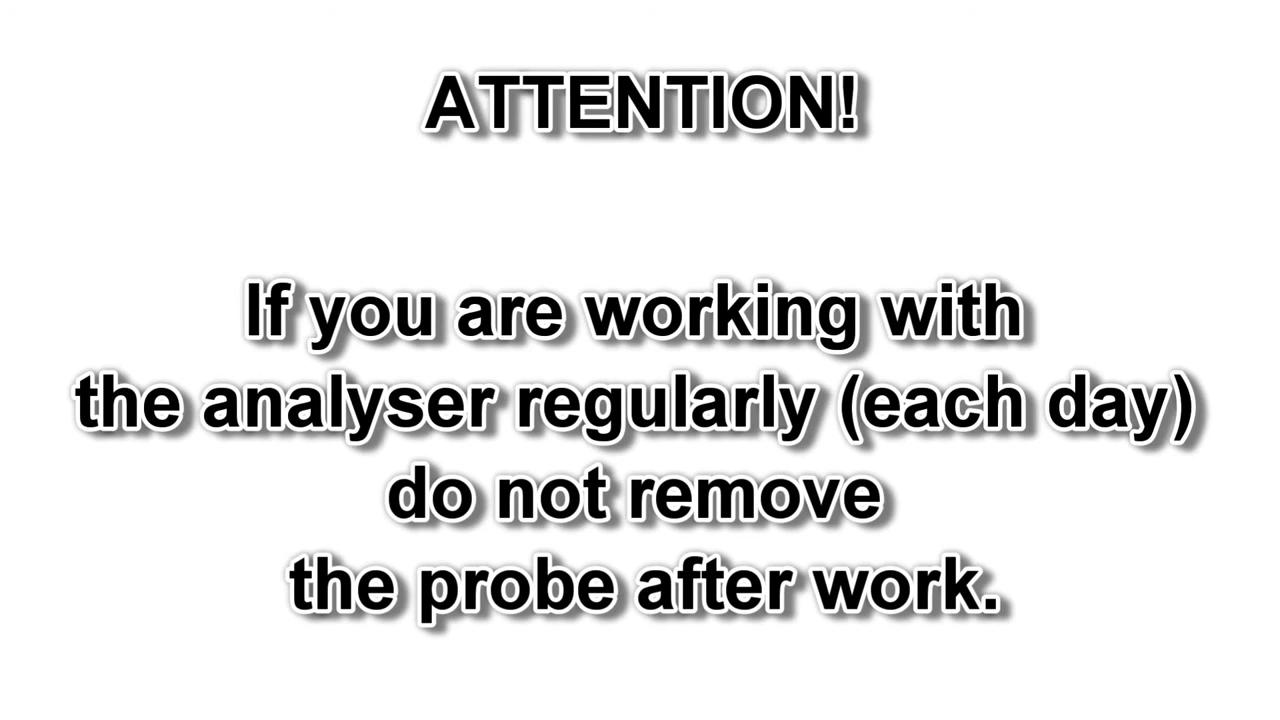 ATTENTION!
If you are working with
the analyser regularly (each day)
do not remove
the probe after work.